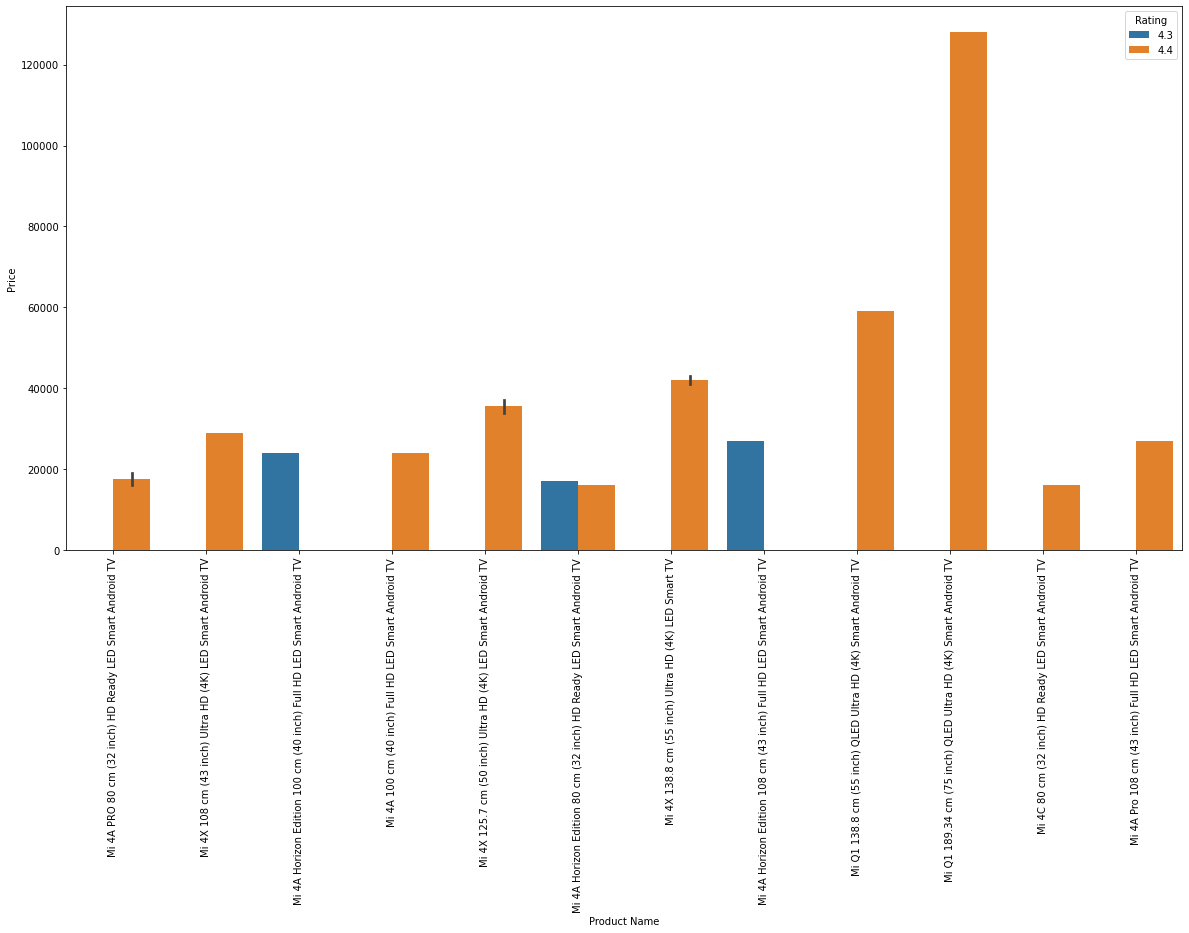 Rating
4.3
4.4
120000
100000
80000
60000
40000
20000
0
Price
Mi 4A PRO 80 cm (32 inch) HD Ready LED Smart Android TV
Mi 4X 108 cm (43 inch) Ultra HD (4K) LED Smart Android TV
Mi 4A Horizon Edition 100 cm (40 inch) Full HD LED Smart Android TV
Mi 4A 100 cm (40 inch) Full HD LED Smart Android TV
Mi 4X 125.7 cm (50 inch) Ultra HD (4K) LED Smart Android TV
Mi 4A Horizon Edition 80 cm (32 inch) HD Ready LED Smart Android TV
Mi 4X 138.8 cm (55 inch) Ultra HD (4K) LED Smart TV
Mi 4A Horizon Edition 108 cm (43 inch) Full HD LED Smart Android TV
Mi Q1 138.8 cm (55 inch) QLED Ultra HD (4K) Smart Android TV
Mi Q1 189.34 cm (75 inch) QLED Ultra HD (4K) Smart Android TV
Mi 4C 80 cm (32 inch) HD Ready LED Smart Android TV
Mi 4A Pro 108 cm (43 inch) Full HD LED Smart Android TV
Product Name